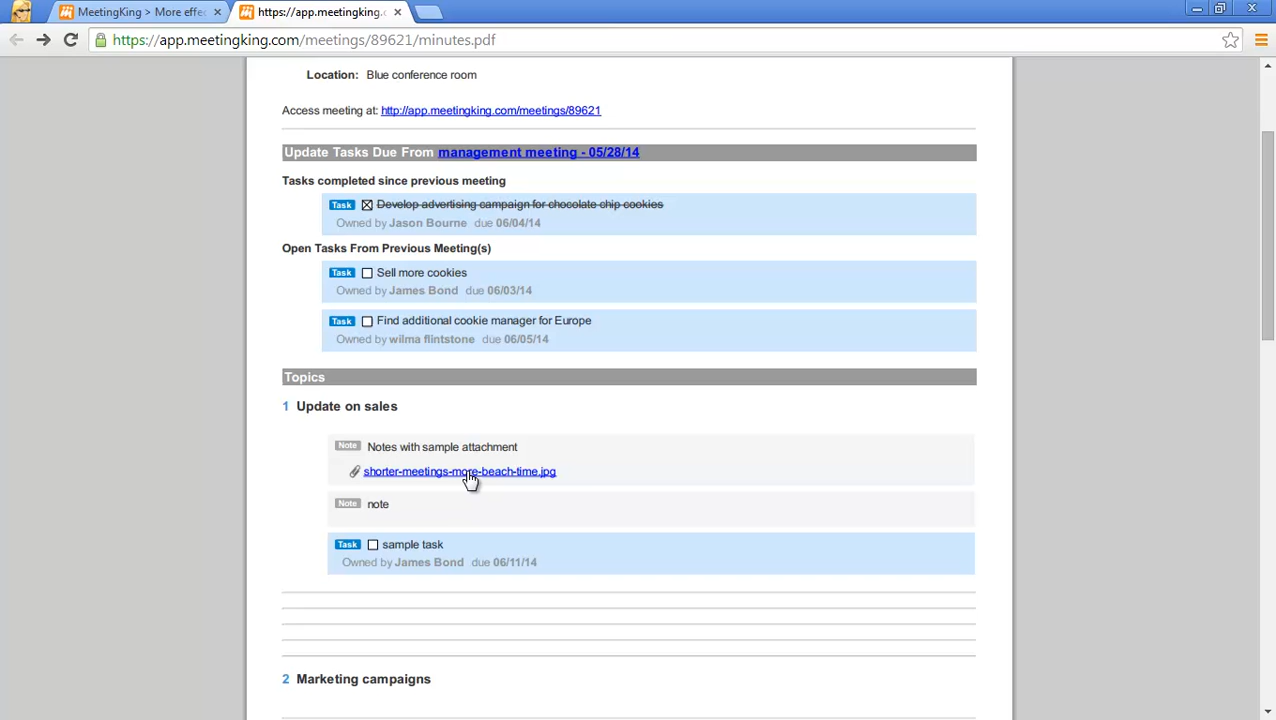 MeetingKing > More effec
https://app.meetingking.
https://app.meetingking.com/meetings/89621/minutes.pdf
Location: Blue conference room
Access meeting at: http://app.meetingking.com/meetings/89621
Update Tasks Due From management meeting - 05/28/14
Tasks completed since previous meeting
Task Develop advertising campaign for chocolate chip cookies
Owned by Jason Bourne due 06/04/14
Open Tasks From Previous Meeting(s)
Task Sell more cookies
Owned by James Bond due 06/03/14
Task Find additional cookie manager for Europe
Owned by wilma flintstone due 06/05/14
Topics
1 Update on sales
Note Notes with sample attachment
shorter-meetings-more-beach-time.jpg
Note note
Task sample task
Owned by James Bond due 06/11/14
2 Marketing campaigns